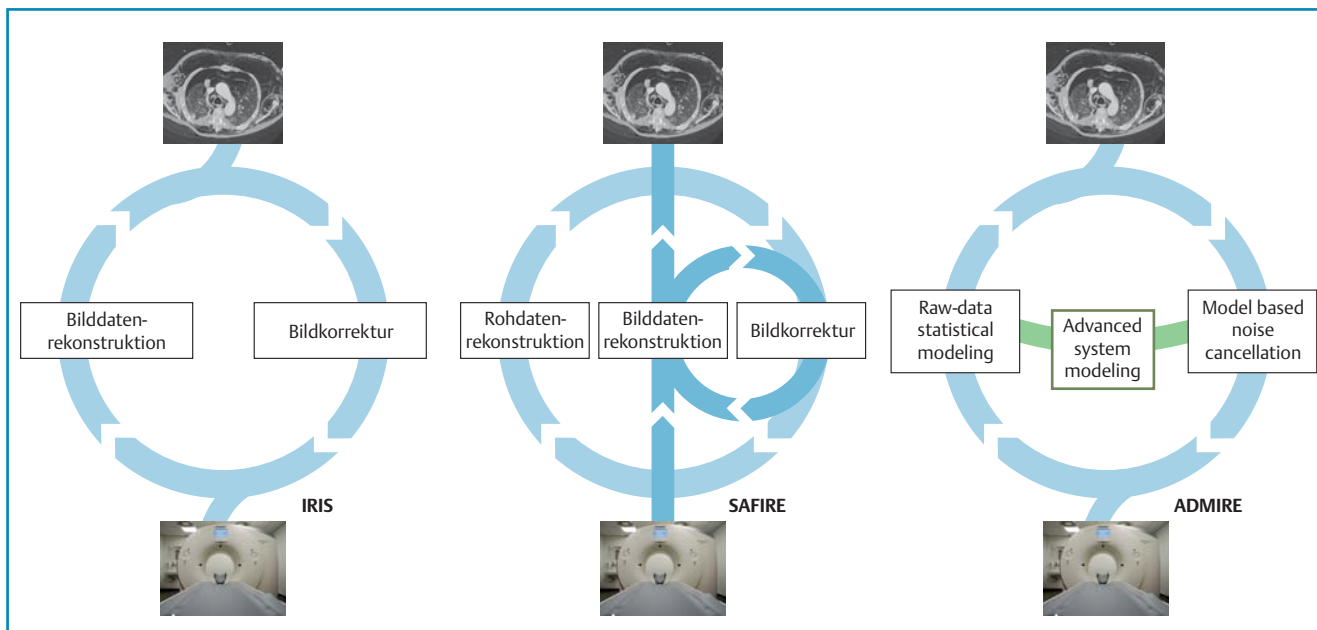 Bilddaten-
rekonstruktion
Bildkorrektur
IRIS
Rohdaten-
rekonstruktion
Bilddaten-
rekonstruktion
Bildkorrektur
SAFIRE
Raw-data
statistical
modeling
Advanced
system
modeling
Model based
noise
cancellation
ADMIRE